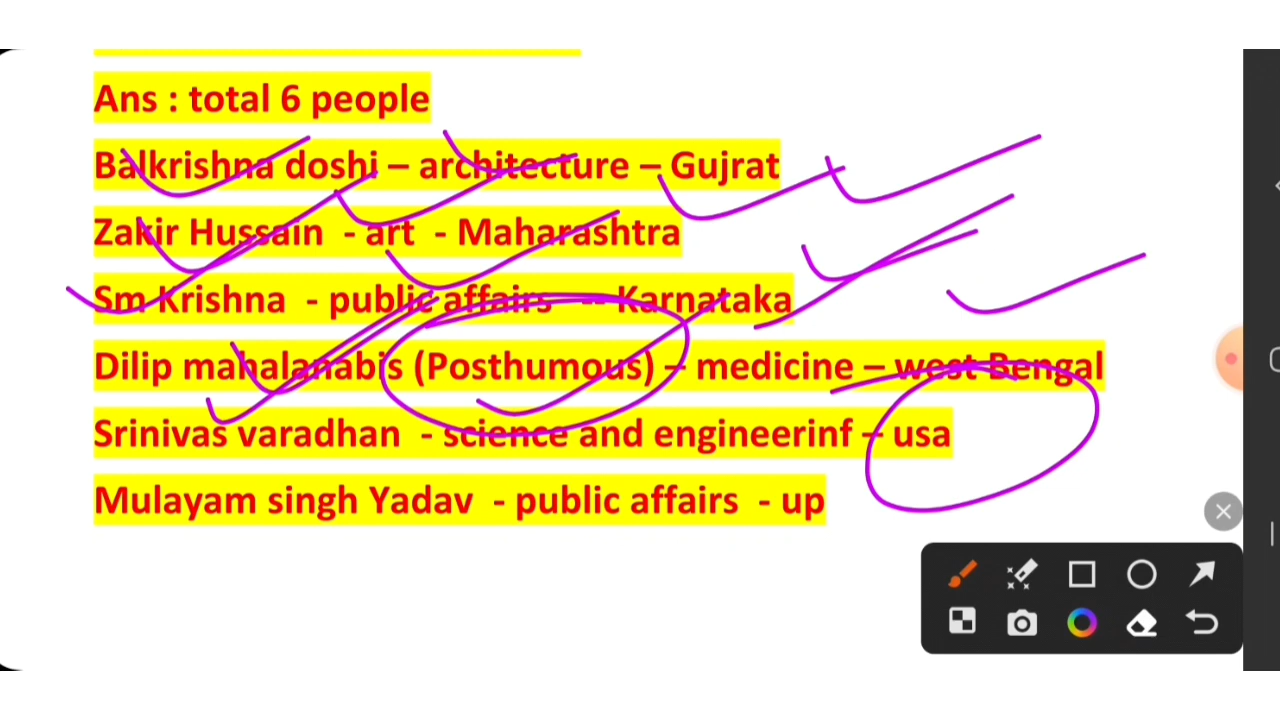 Ans : total 6 people
Balkrishna doshi – architecture – Gujrat
Zakir Hussain - art - Maharashtra
Sm Krishna - public affairs -- Karnataka
Dilip mahalanabis (Posthumous) – medicine – west Bengal
Srinivas varadhan - science and engineerinf – usa
Mulayam singh Yadav - public affairs - up